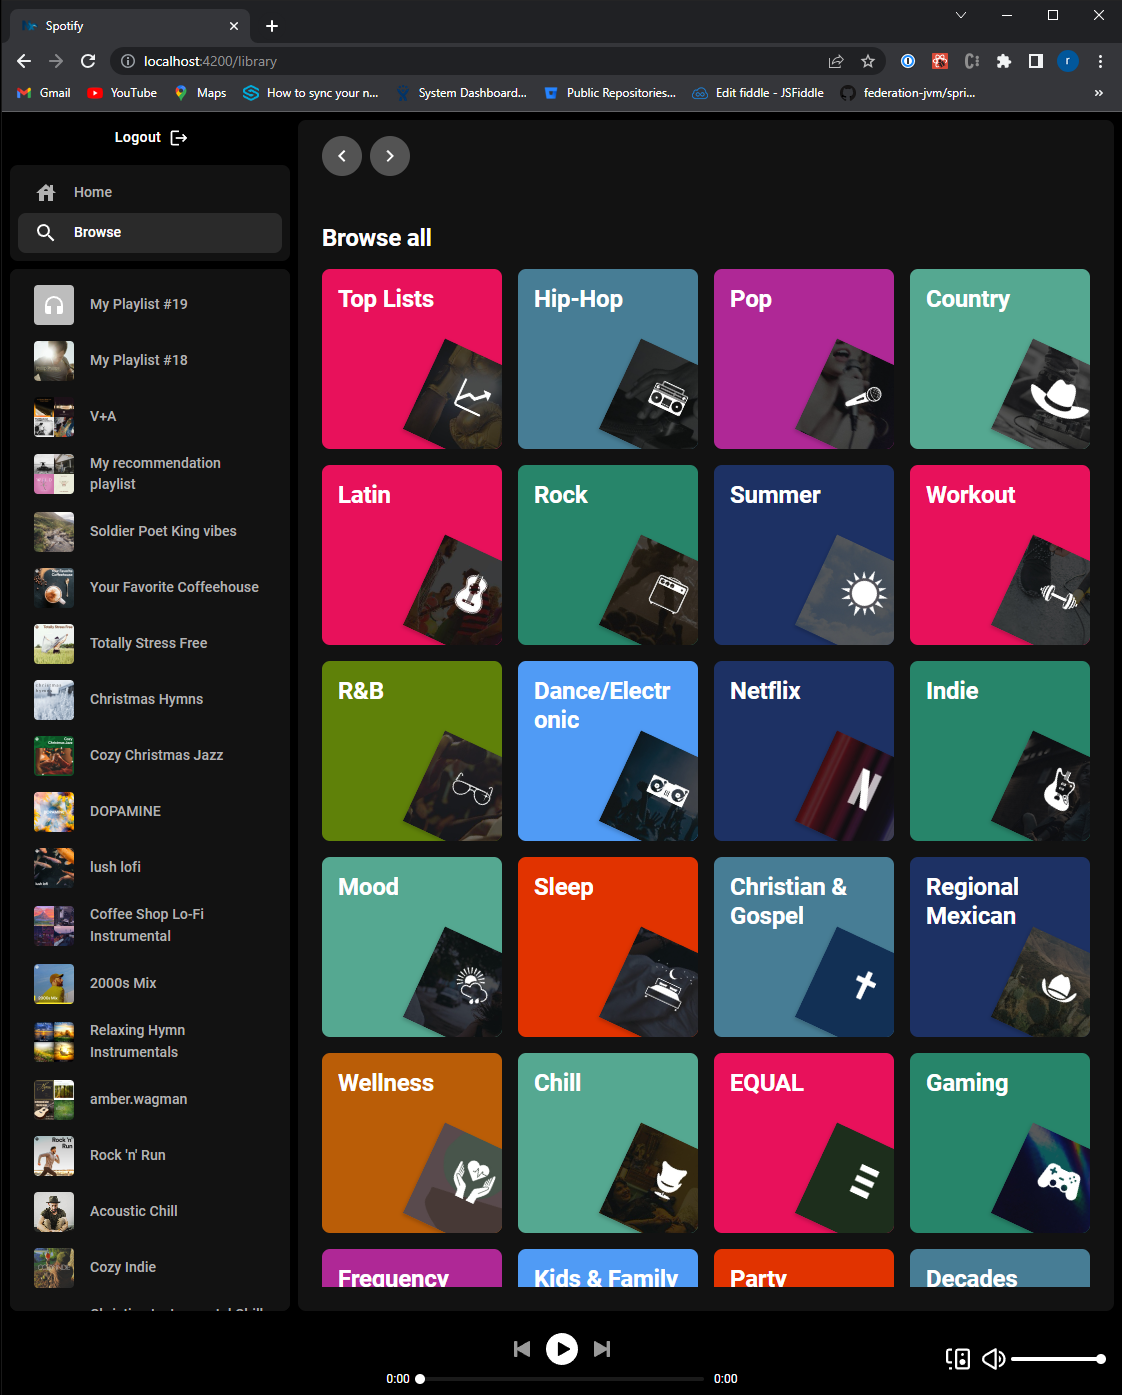 Spotify
localhost:4200/library
Gmail
YouTube
Maps
How to sync your n...
System Dashboard...
Public Repositories...
Edit fiddle - JSFiddle
federation-jvm/spri...
»
Logout
Home
Browse
My Playlist #19
My Playlist #18
V+A
My recommendation
playlist
Soldier Poet King vibes
Your Favorite Coffeehouse
Totally Stress Free
Christmas Hymns
Cozy Christmas Jazz
DOPAMINE
lush lofi
Coffee Shop Lo-Fi
Instrumental
2000s Mix
Relaxing Hymn
Instrumentals
amber.wagman
Rock 'n' Run
Acoustic Chill
Cozy Indie
Browse all
Top Lists
Hip-Hop
Pop
Country
Latin
Rock
Summer
Workout
R&B
Dance/Electr
onic
Netflix
Indie
Mood
Sleep
Christian &
Gospel
Regional
Mexican
Wellness
Chill
EQUAL
Gaming
Frequency
Kids & Family
Party
Decades
0:00
0:00